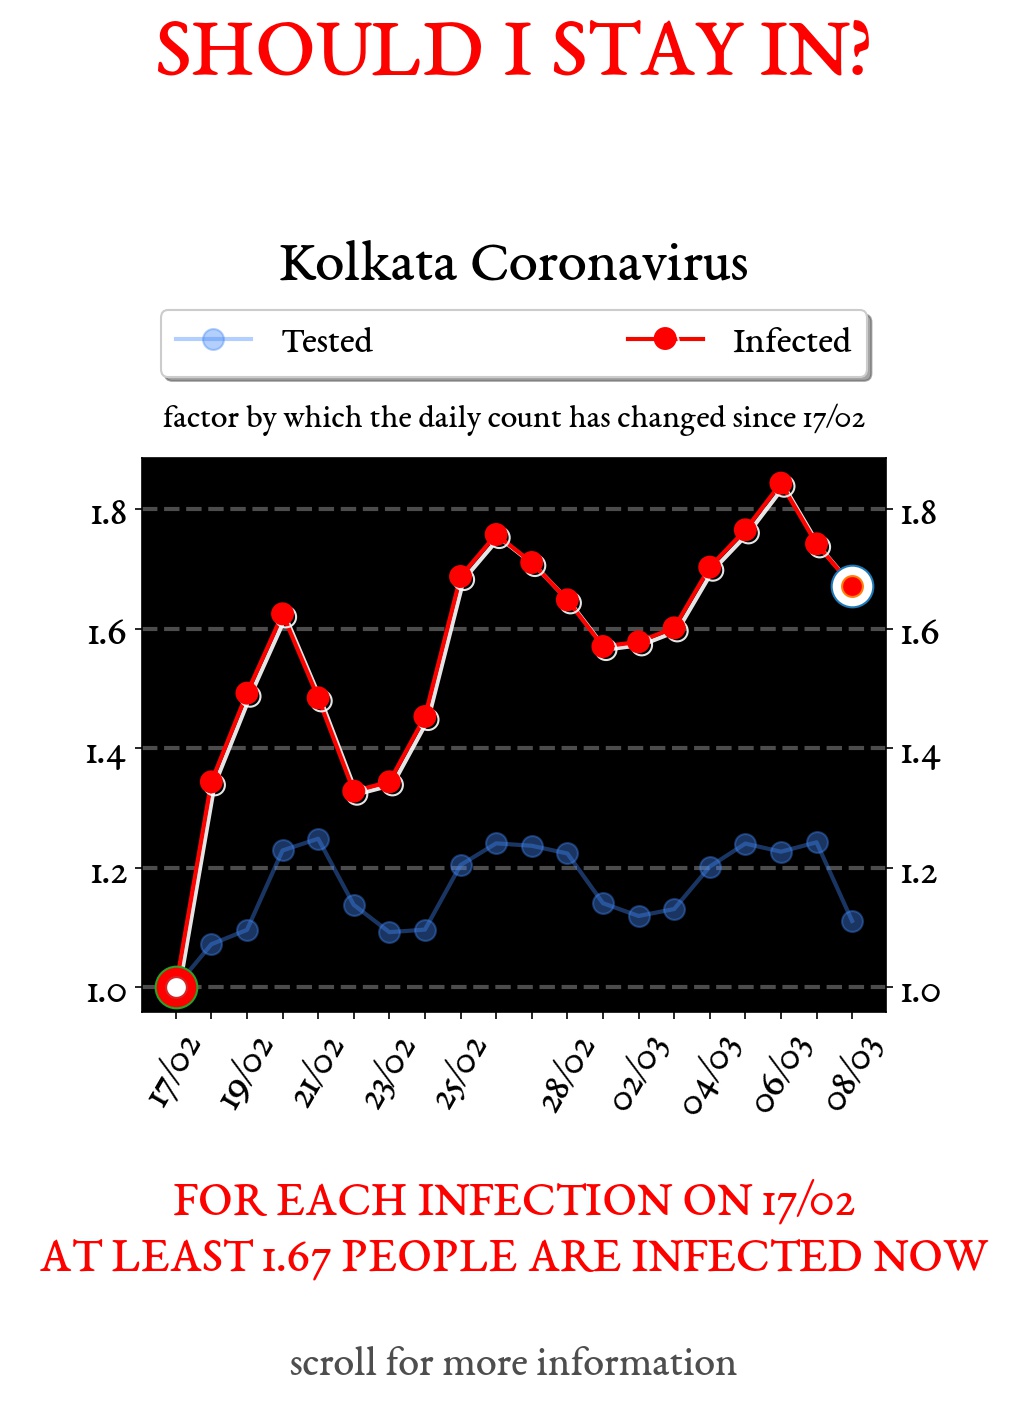 SHOULD I STAY IN?
Kolkata Coronavirus
Tested Infected
factor by which the daily count has changed since 17/02
1.8 1.8
1.6 1.6
1.4 1.4
1.2 1.2
1.0 1.0
17/02 19/02 21/02 23/02 25/02 28/02 02/03 04/03 06/03 08/03
FOR EACH INFECTION ON 17/02
AT LEAST 1.67 PEOPLE ARE INFECTED NOW
scroll for more information